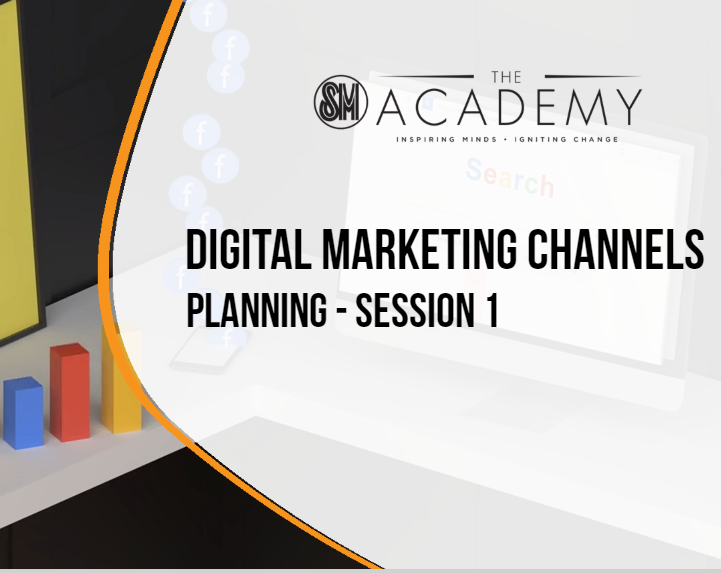 THE
SM ACADEMY
INSPIRING MINDS • IGNITING CHANGE
Search
DIGITAL MARKETING CHANNELS
PLANNING - SESSION 1